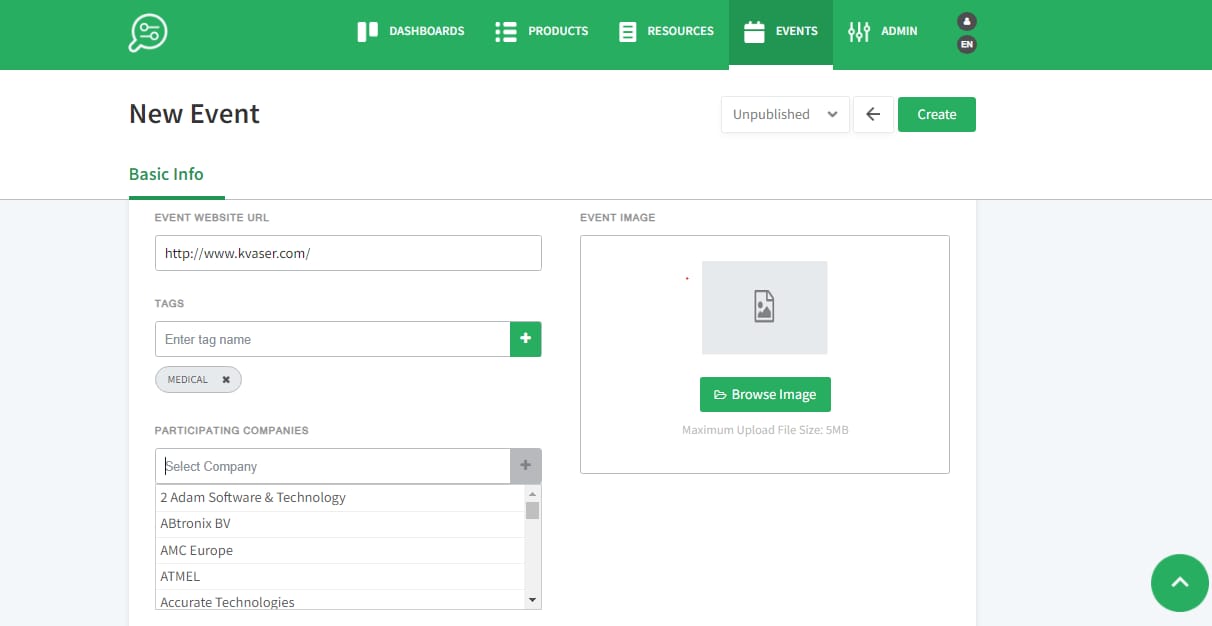 DASHBOARDS
PRODUCTS
RESOURCES
EVENTS
ADMIN
EN
New Event
Unpublished
Create
Basic Info
EVENT WEBSITE URL
http://www.kvaser.com/
TAGS
Enter tag name
MEDICAL
PARTICIPATING COMPANIES
Select Company
2 Adam Software & Technology
ABtronix BV
AMC Europe
ATMEL
Accurate Technologies
EVENT IMAGE
Browse Image
Maximum Upload File Size: 5MB